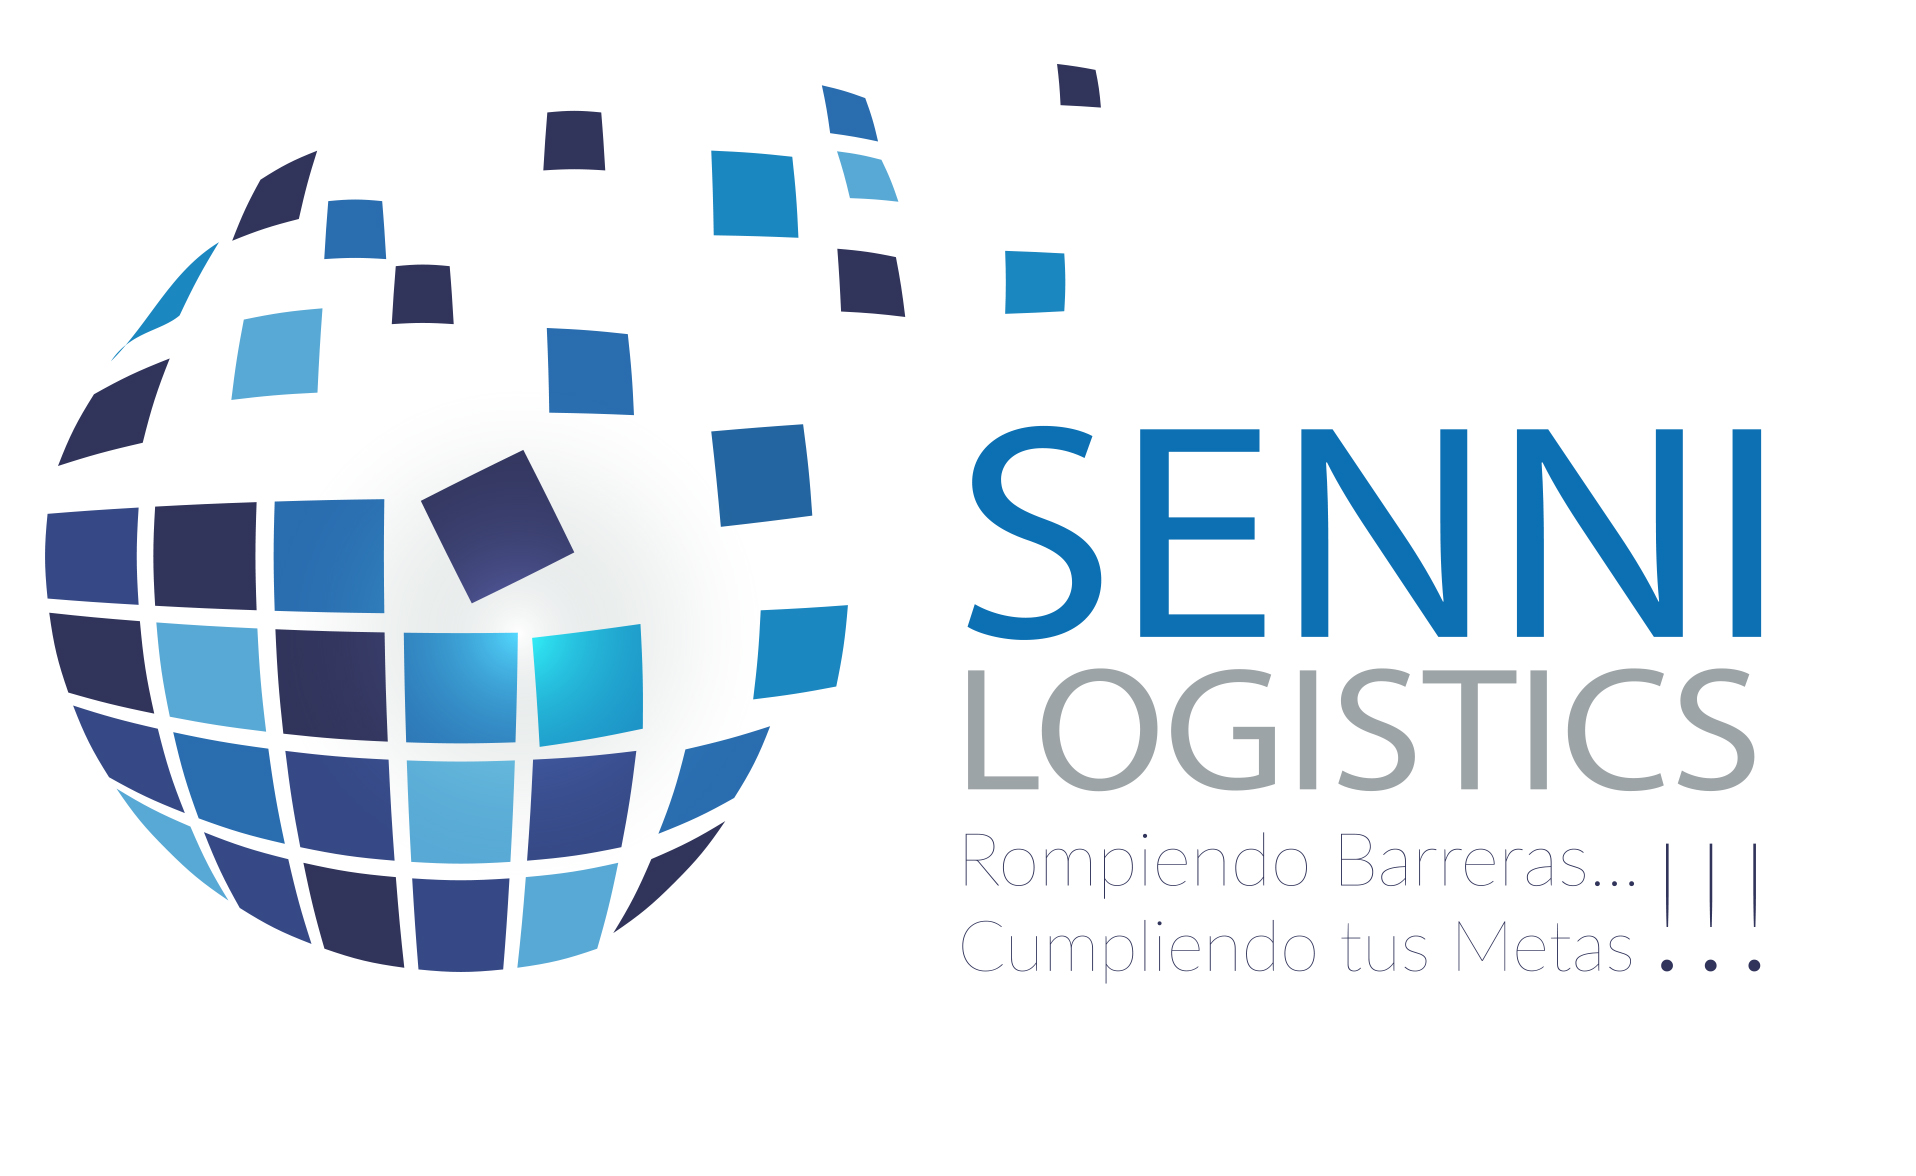 SENNI
LOGISTICS
Rompiendo Barreras...
Cumpliendo tus Metas !!!